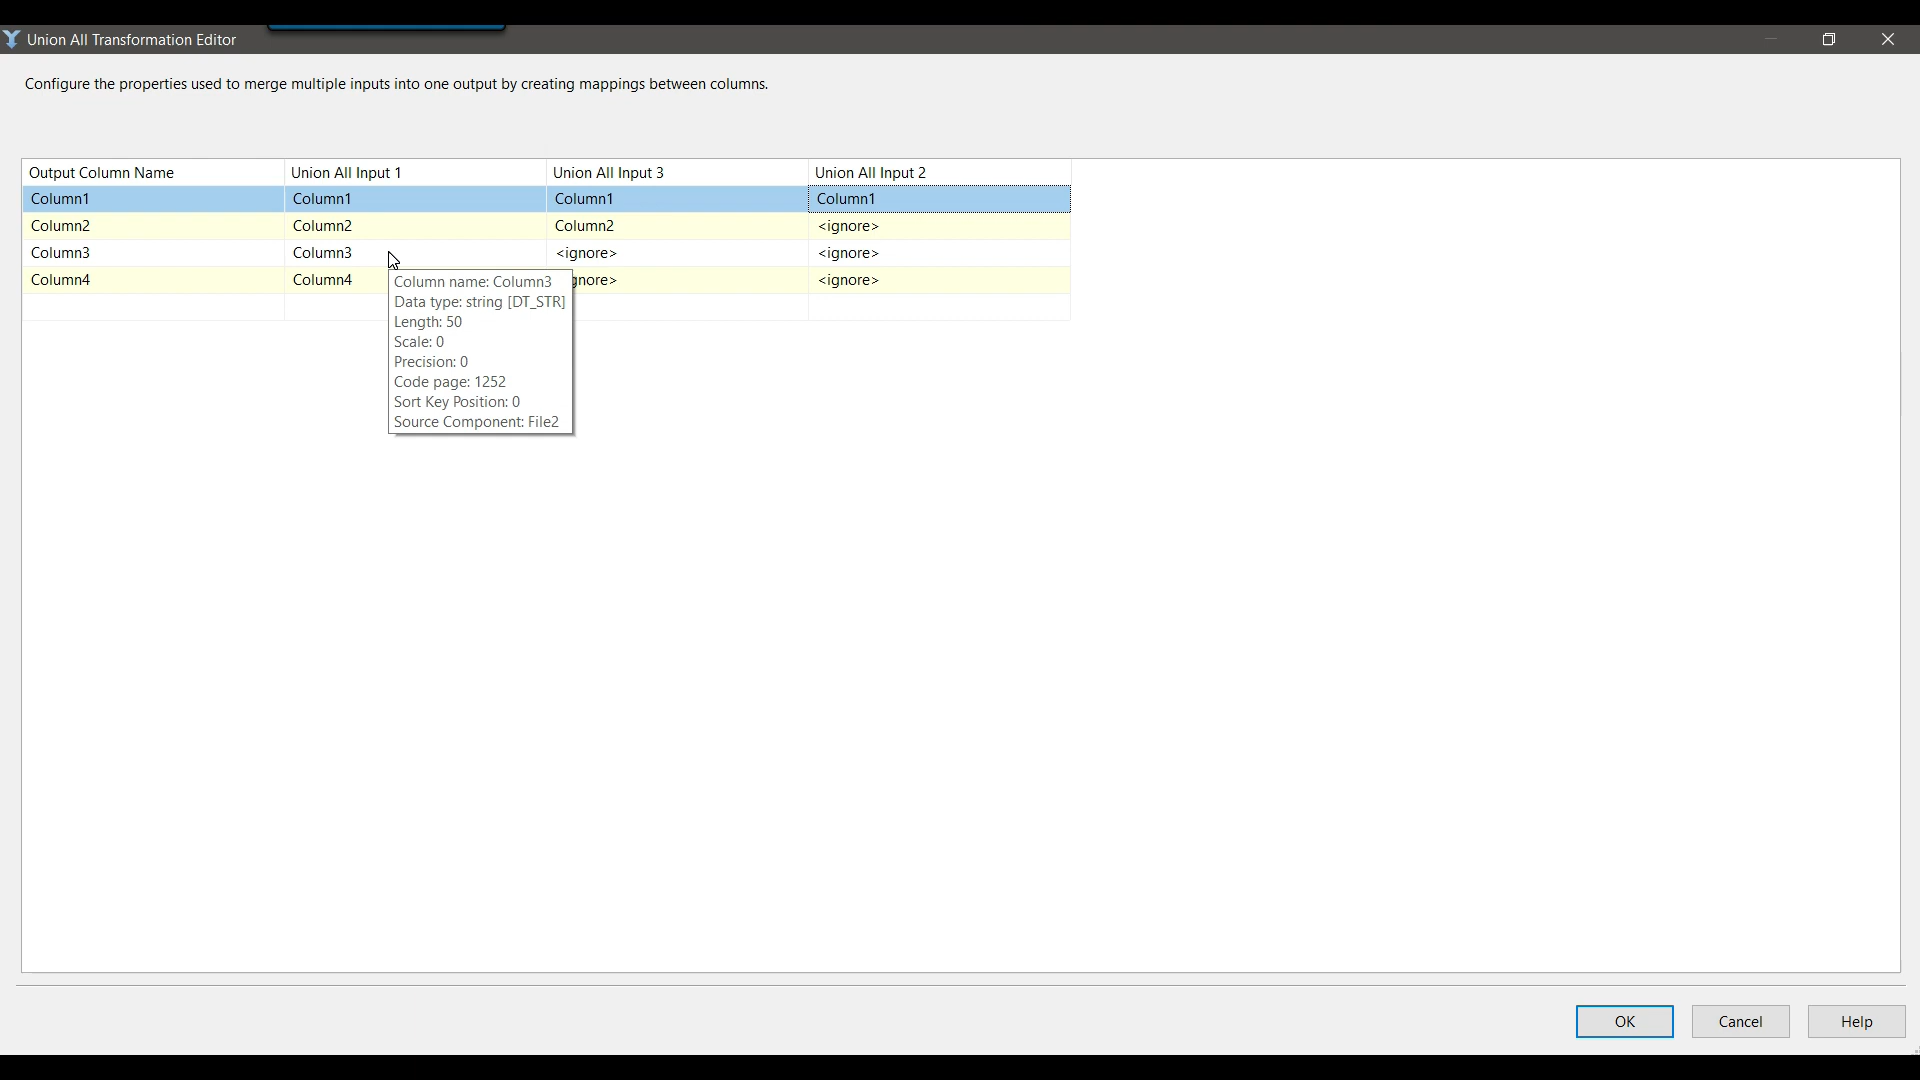 Union All Transformation Editor
Configure the properties used to merge multiple inputs into one output by creating mappings between columns.
Output Column Name Union All Input 1 Union All Input 3 Union All Input 2
Column1 Column1 Column1 Column1
Column2 Column2 Column2 <ignore>
Column3 Column3 <ignore> <ignore>
Column4 Column4 gnore> <ignore>
Column name: Column3
Data type: string [DT_STR]
Length: 50
Scale: 0
Precision: 0
Code page: 1252
Sort Key Position: 0
Source Component: File2
OK Cancel Help